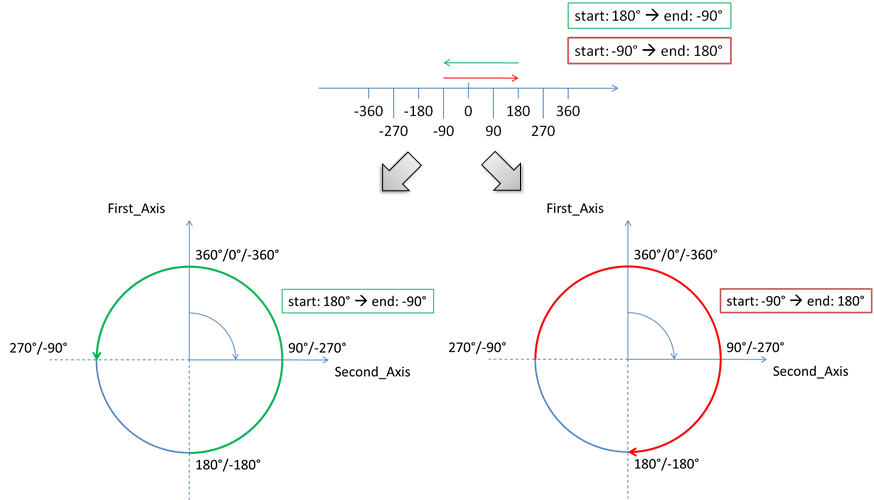 start: 180° → end: -90°
start: -90° → end: 180°
-360 -180 0 180 360
-270 -90 90 270
First_Axis
360°/0°/-360°
start: 180° → end: -90°
270°/-90°
90°/-270°
Second_Axis
180°/-180°
First_Axis
360°/0°/-360°
start: -90° → end: 180°
270°/-90°
90°/-270°
Second_Axis
180°/-180°